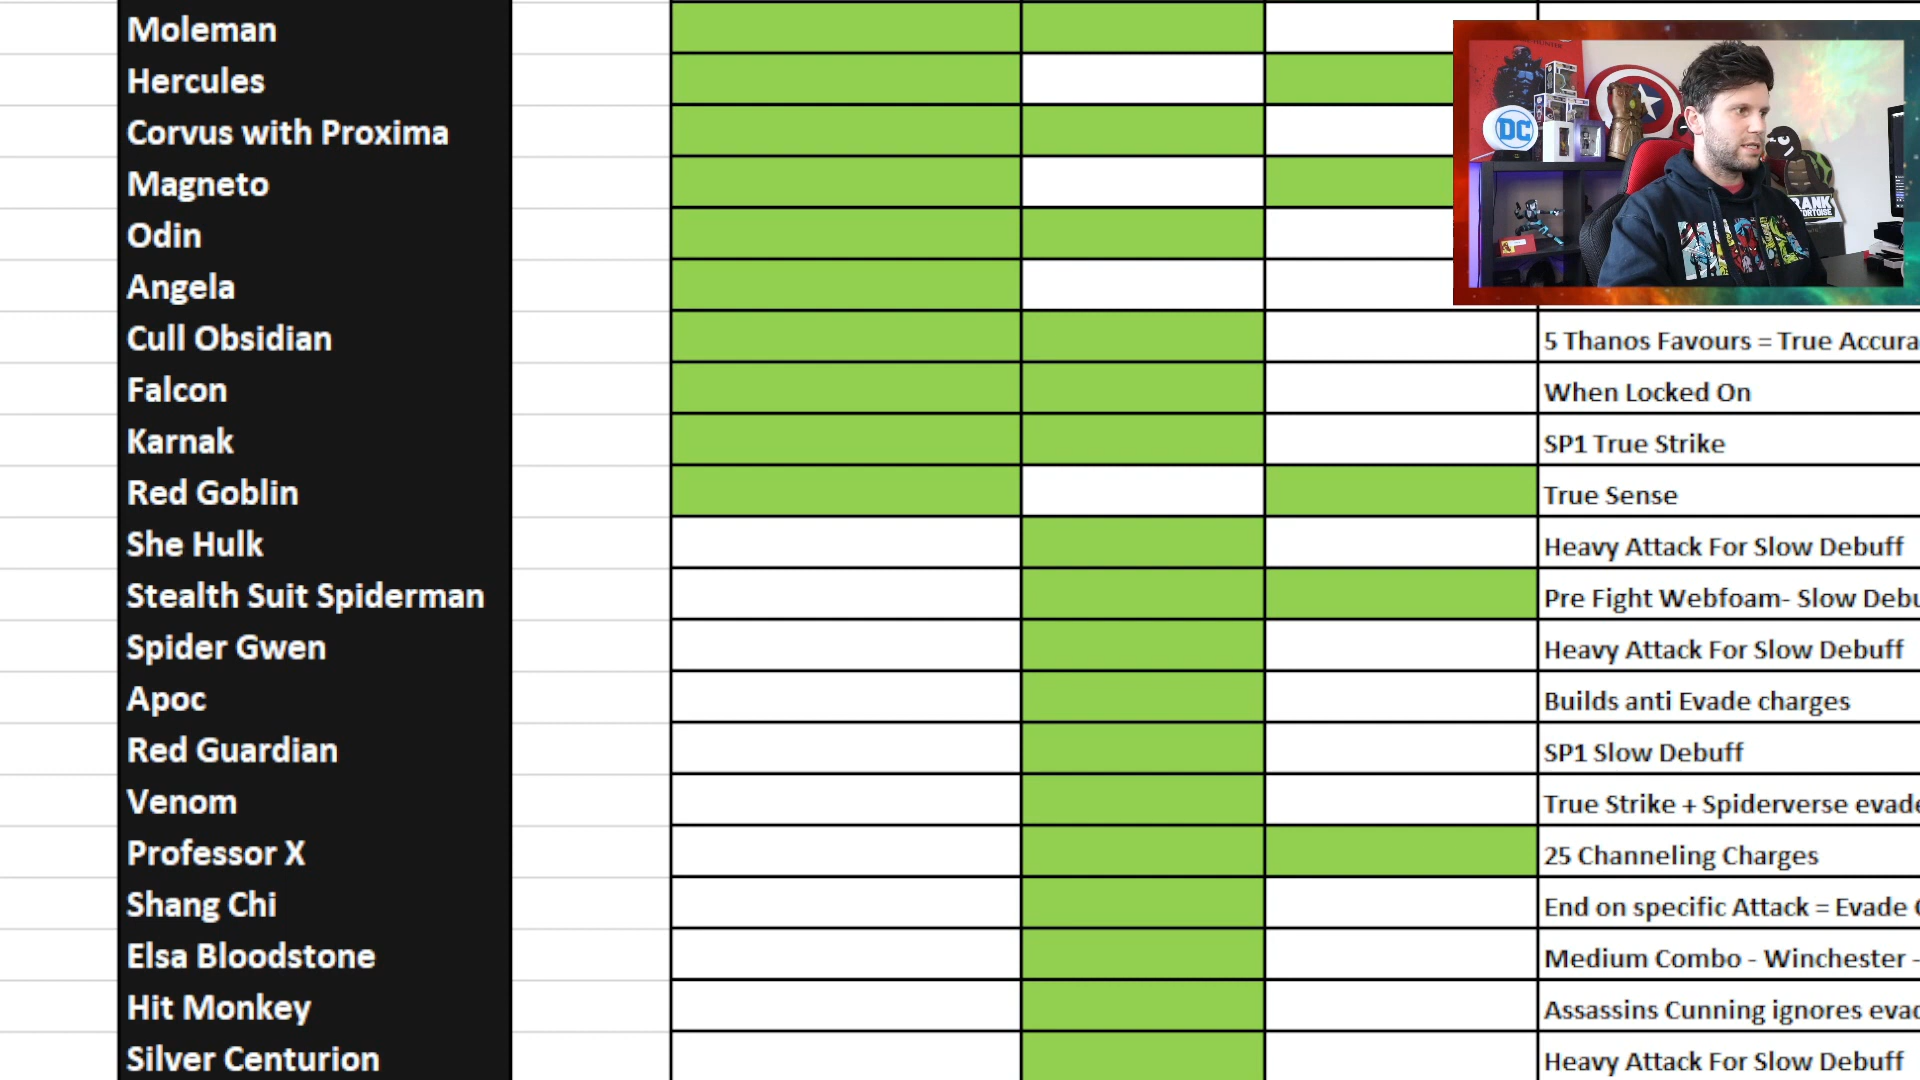 Moleman
Hercules
Corvus with Proxima
Magneto
Odin
Angela
Cull Obsidian
5 Thanos Favours = True Accura
Falcon
When Locked On
Karnak
SP1 True Strike
Red Goblin
True Sense
She Hulk
Heavy Attack For Slow Debuff
Stealth Suit Spiderman
Pre Fight Webfoam- Slow Debu
Spider Gwen
Heavy Attack For Slow Debuff
Apoc
Builds anti Evade charges
Red Guardian
SP1 Slow Debuff
Venom
True Strike + Spiderverse evade
Professor X
25 Channeling Charges
Shang Chi
End on specific Attack = Evade
Elsa Bloodstone
Medium Combo - Winchester -
Hit Monkey
Assassins Cunning ignores evad
Silver Centurion
Heavy Attack For Slow Debuff
DC